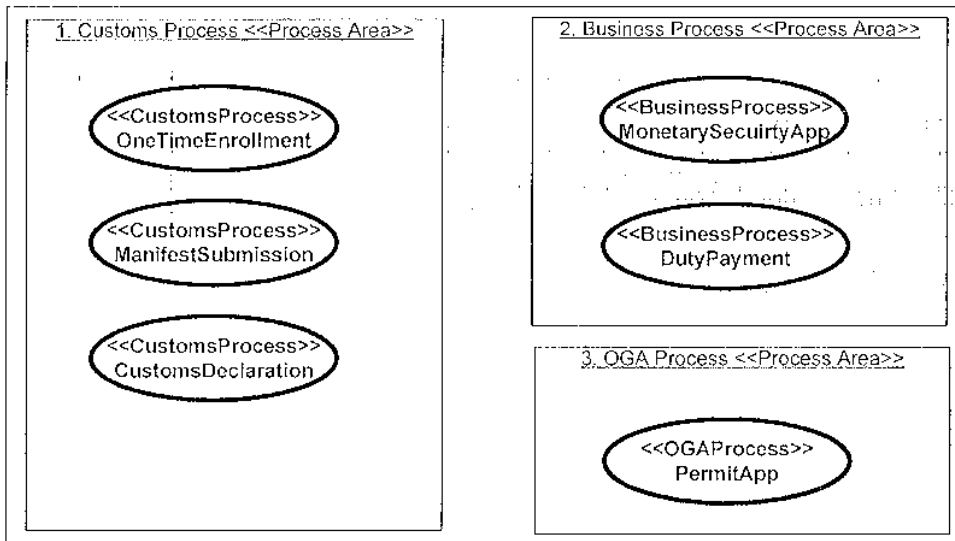 1. Customs Process <<Process Area>>
<<CustomsProcess>>
OneTimeEnrollment
<<CustomsProcess>>
ManifestSubmission
<<CustomsProcess>>
CustomsDeclaration
2. Business Process <<Process Area>>
<<BusinessProcess>>
MonetarySecuirtyApp
<<BusinessProcess>>
DutyPayment
3. OGA Process <<Process Area>>
<<OGAProcess>>
PermitApp